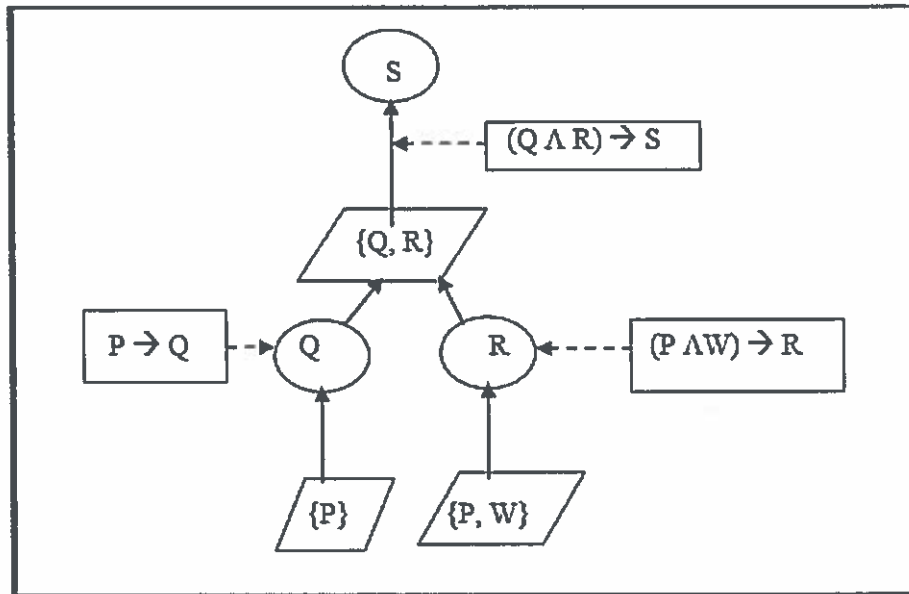 S
(Q Λ R) → S
{Q, R}
P → Q
Q
R
(P ΛW) → R
{P}
{P, W}